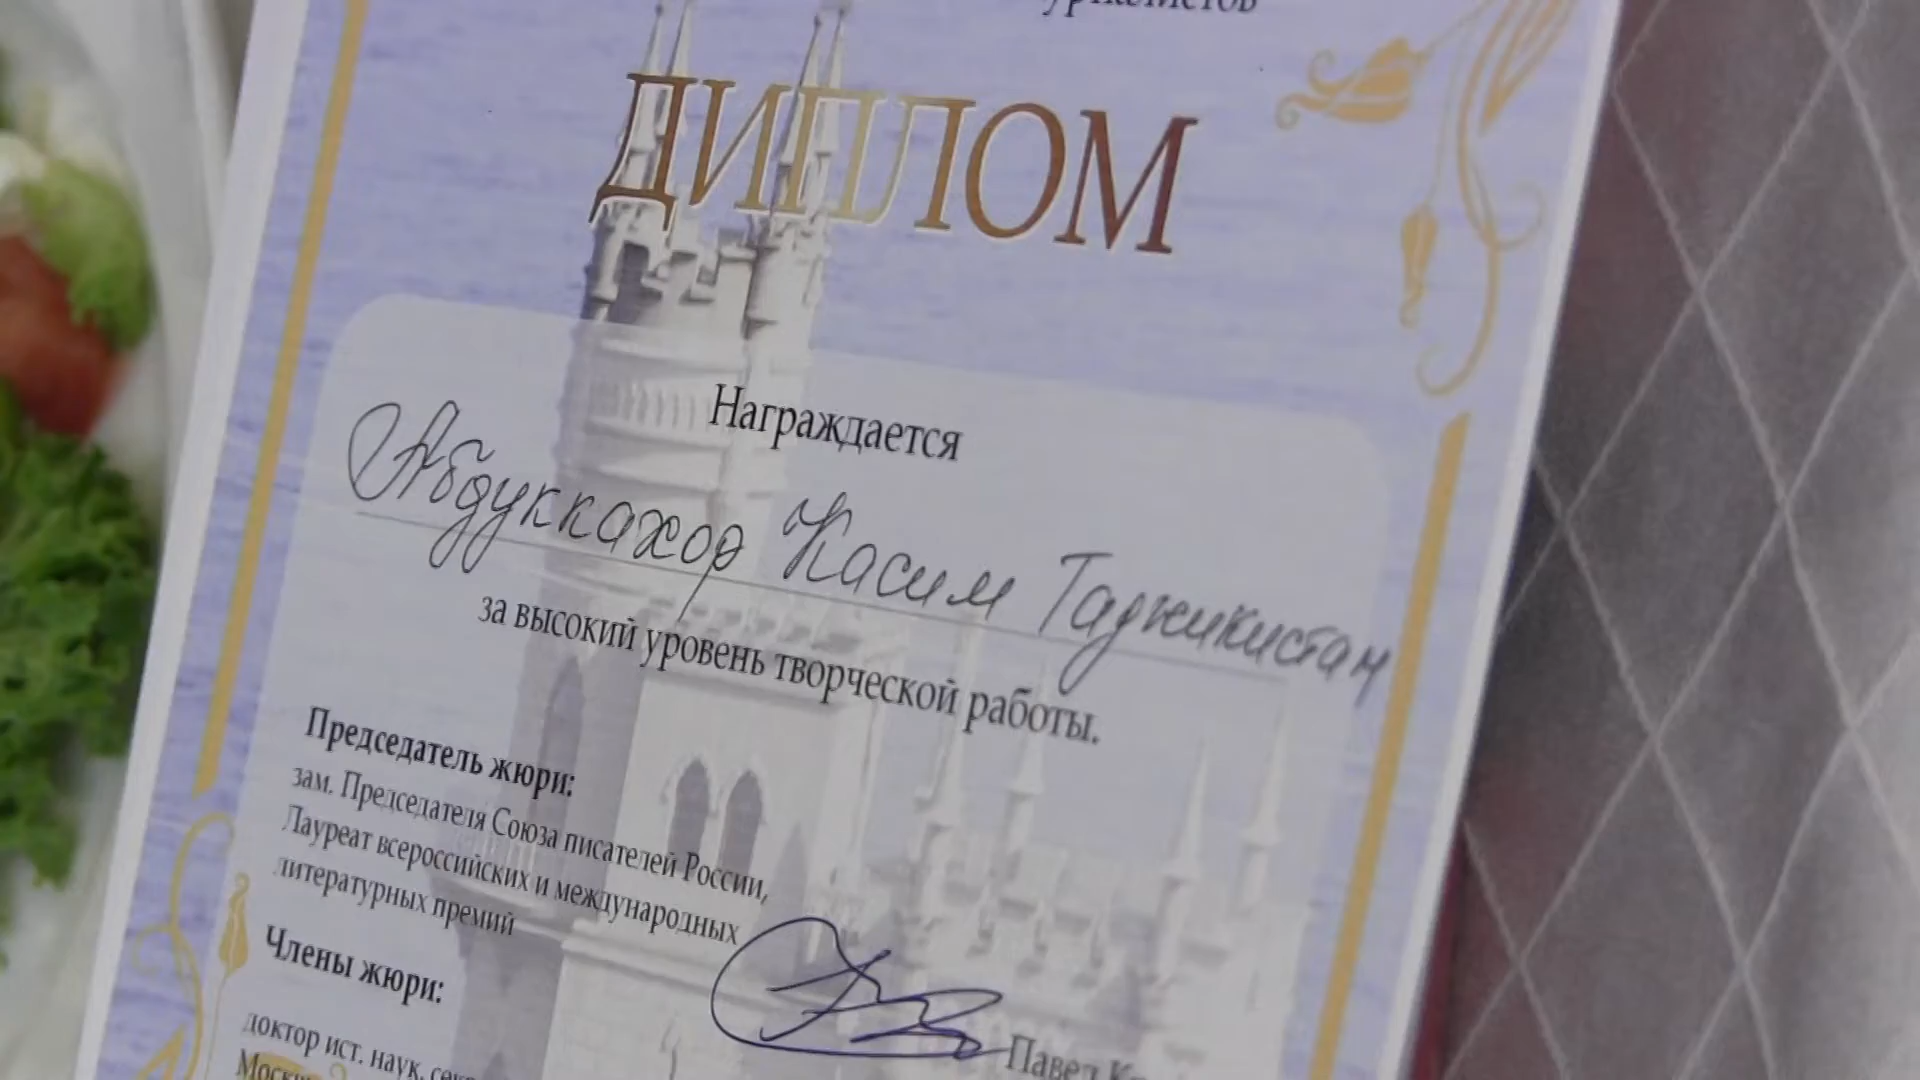 ДИПЛОМ
Награждается
Абдуккахор Касим Таджикистан
за высокий уровень творческой работы.
Председатель жюри:
зам. Председателя Союза писателей России,
Лауреат всероссийских и международных
литературных премий
Павел
Члены жюри:
доктор ист. наук,